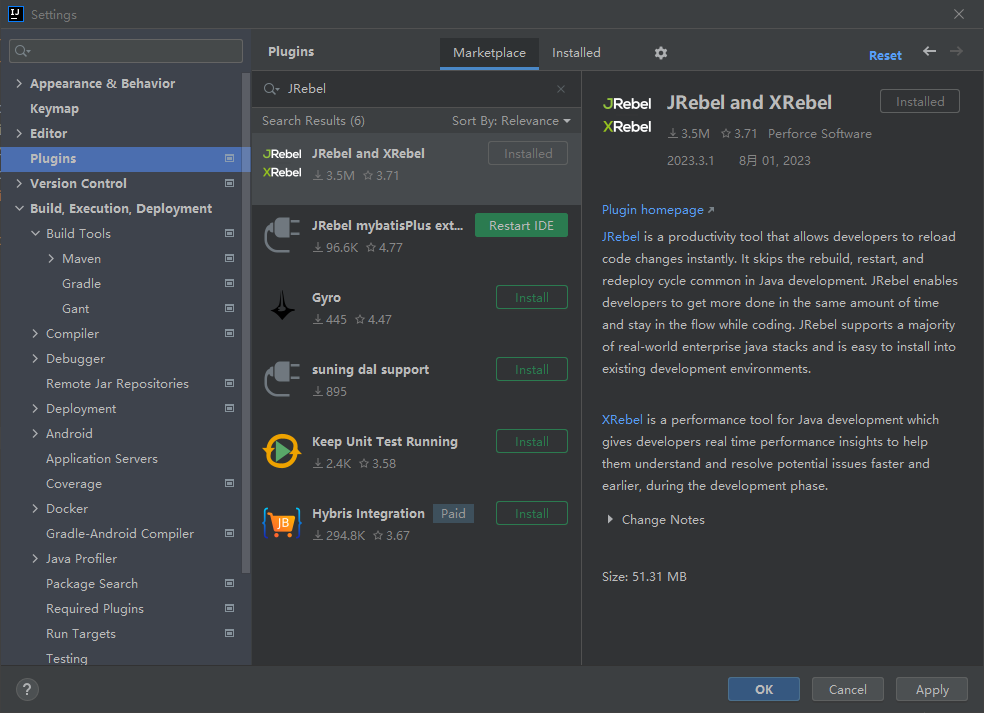 Settings
Plugins
Marketplace
Installed
Reset
Appearance & Behavior
Keymap
Editor
Plugins
Version Control
Build, Execution, Deployment
Build Tools
Maven
Gradle
Gant
Compiler
Debugger
Remote Jar Repositories
Deployment
Android
Application Servers
Coverage
Docker
Gradle-Android Compiler
Java Profiler
Package Search
Required Plugins
Run Targets
Testing
JRebel
Search Results (6)
Sort By: Relevance
JRebel
XRebel
JRebel and XRebel
Installed
3.5M 3.71
JRebel mybatisPlus ext...
Restart IDE
96.6K 4.77
Gyro
Install
445 4.47
suning dal support
Install
895
Keep Unit Test Running
Install
2.4K 3.58
JB
Hybris Integration
Paid
Install
294.8K 3.67
JRebel
XRebel
JRebel and XRebel
Installed
3.5M 3.71 Perforce Software
2023.3.1 8月 01, 2023
Plugin homepage
JRebel is a productivity tool that allows developers to reload
code changes instantly. It skips the rebuild, restart, and
redeploy cycle common in Java development. JRebel enables
developers to get more done in the same amount of time
and stay in the flow while coding. JRebel supports a majority
of real-world enterprise java stacks and is easy to install into
existing development environments.
XRebel is a performance tool for Java development which
gives developers real time performance insights to help
them understand and resolve potential issues faster and
earlier, during the development phase.
Change Notes
Size: 51.31 MB
?
OK
Cancel
Apply